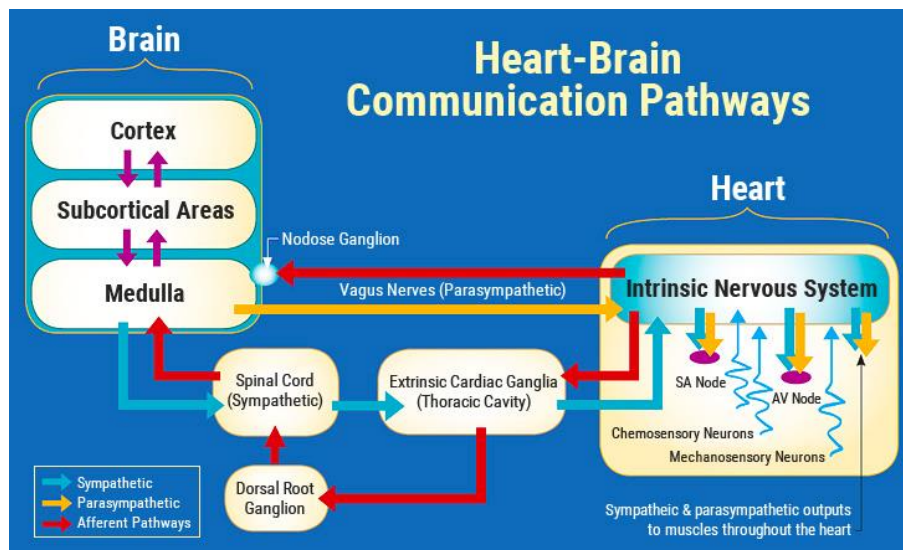 Brain
Heart-Brain
Communication Pathways
Cortex
Subcortical Areas
Medulla
Nodose Ganglion
Heart
Vagus Nerves (Parasympathetic)
Intrinsic Nervous System
SA Node
AV Node
Chemosensory Neurons
Mechanosensory Neurons
Spinal Cord
(Sympathetic)
Extrinsic Cardiac Ganglia
(Thoracic Cavity)
Dorsal Root
Ganglion
Sympathetic
Parasympathetic
Afferent Pathways
Sympatheic & parasympathetic outputs
to muscles throughout the heart